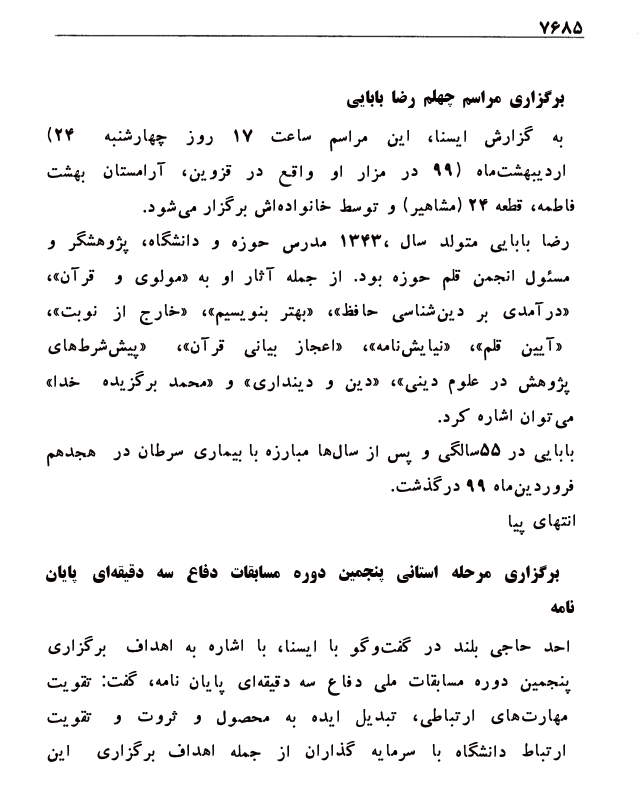 ۷۶۸۵
برگزاری مراسم چهلم رضا بابایی
به گزارش ایسنا، این مراسم ساعت ۱۷ روز چهارشنبه ۲۴)
اردیبهشت‌ماه (۹۹ در مزار او واقع در قزوین، آرامستان بهشت
فاطمه، قطعه ۲۴ (مشاهیر) و توسط خانواده‌اش برگزار می‌شود.
رضا بابایی متولد سال ،۱۳۴۳ مدرس حوزه و دانشگاه، پژوهشگر و
مسئول انجمن قلم حوزه بود. از جمله آثار او به «مولوی و قرآن»،
«درآمدی بر دین‌شناسی حافظ»، «بهتر بنویسیم»، «خارج از نوبت»،
«آیین قلم»، «نیایش‌نامه»، «اعجاز بیانی قرآن»، «پیش‌شرط‌های
پژوهش در علوم دینی»، «دین و دینداری» و «محمد برگزیده خدا»
می‌توان اشاره کرد.
بابایی در ۵۵سالگی و پس از سال‌ها مبارزه با بیماری سرطان در هجدهم
فروردین‌ماه ۹۹ درگذشت.
انتهای پیا
برگزاری مرحله استانی پنجمین دوره مسابقات دفاع سه دقیقه‌ای پایان
نامه
احد حاجی بلند در گفت‌وگو با ایسنا، با اشاره به اهداف برگزاری
پنجمین دوره مسابقات ملی دفاع سه دقیقه‌ای پایان نامه، گفت: تقویت
مهارت‌های ارتباطی، تبدیل ایده به محصول و ثروت و تقویت
ارتباط دانشگاه با سرمایه گذاران از جمله اهداف برگزاری این